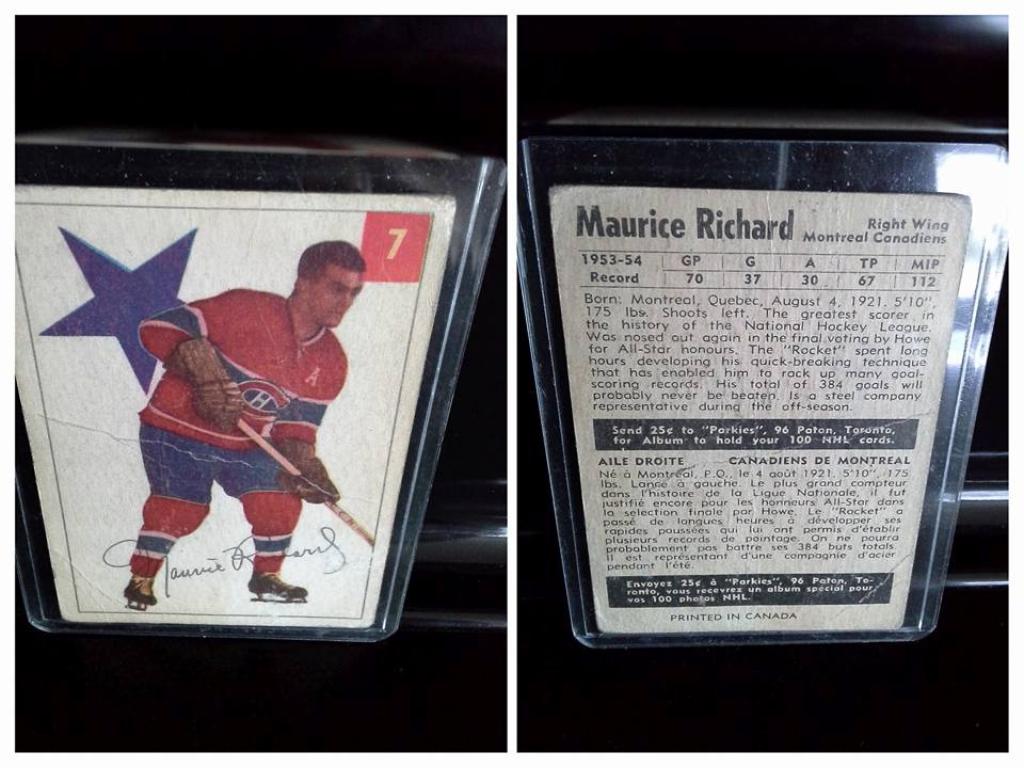 7
A
CH
Maurice Richard
Maurice Richard Right Wing
Montreal Canadiens
1953-54 GP G A TP MIP
Record 70 37 30 67 112
Born: Montreal, Quebec, August 4, 1921. 5'10",
175 lbs. Shoots left. The greatest scorer in
the history of the National Hockey League.
Was nosed out again in the final voting by Howe
for All-Star honours. The "Rocket" spent long
hours developing his quick-breaking technique
that has enabled him to rack up many goal-
scoring records. His total of 384 goals will
probably never be beaten. Is a steel company
representative during the off-season.
Send 25¢ to "Parkies", 96 Paton, Toronto,
for Album to hold your 100 NHL cards.
AILE DROITE CANADIENS DE MONTREAL
Né à Montréal, P.Q., le 4 août 1921. 5'10", 175
lbs. Lance à gauche. Le plus grand compteur
dans l'histoire de la Ligue Nationale, il fut
justifié encore pour les honneurs All-Star dans
la selection finale par Howe. Le "Rocket" a
passé de longues heures à développer ses
rapides poussées qui lui ont permis d'établir
plusieurs records de pointage. On ne pourra
probablement pas battre ses 384 buts totals.
Il est représentant d'une compagnie d'acier
pendant l'été.
Envoyez 25¢ à "Parkies", 96 Paton, To-
ronto, vous recevrez un album spécial pour
vos 100 photos NHL.
PRINTED IN CANADA